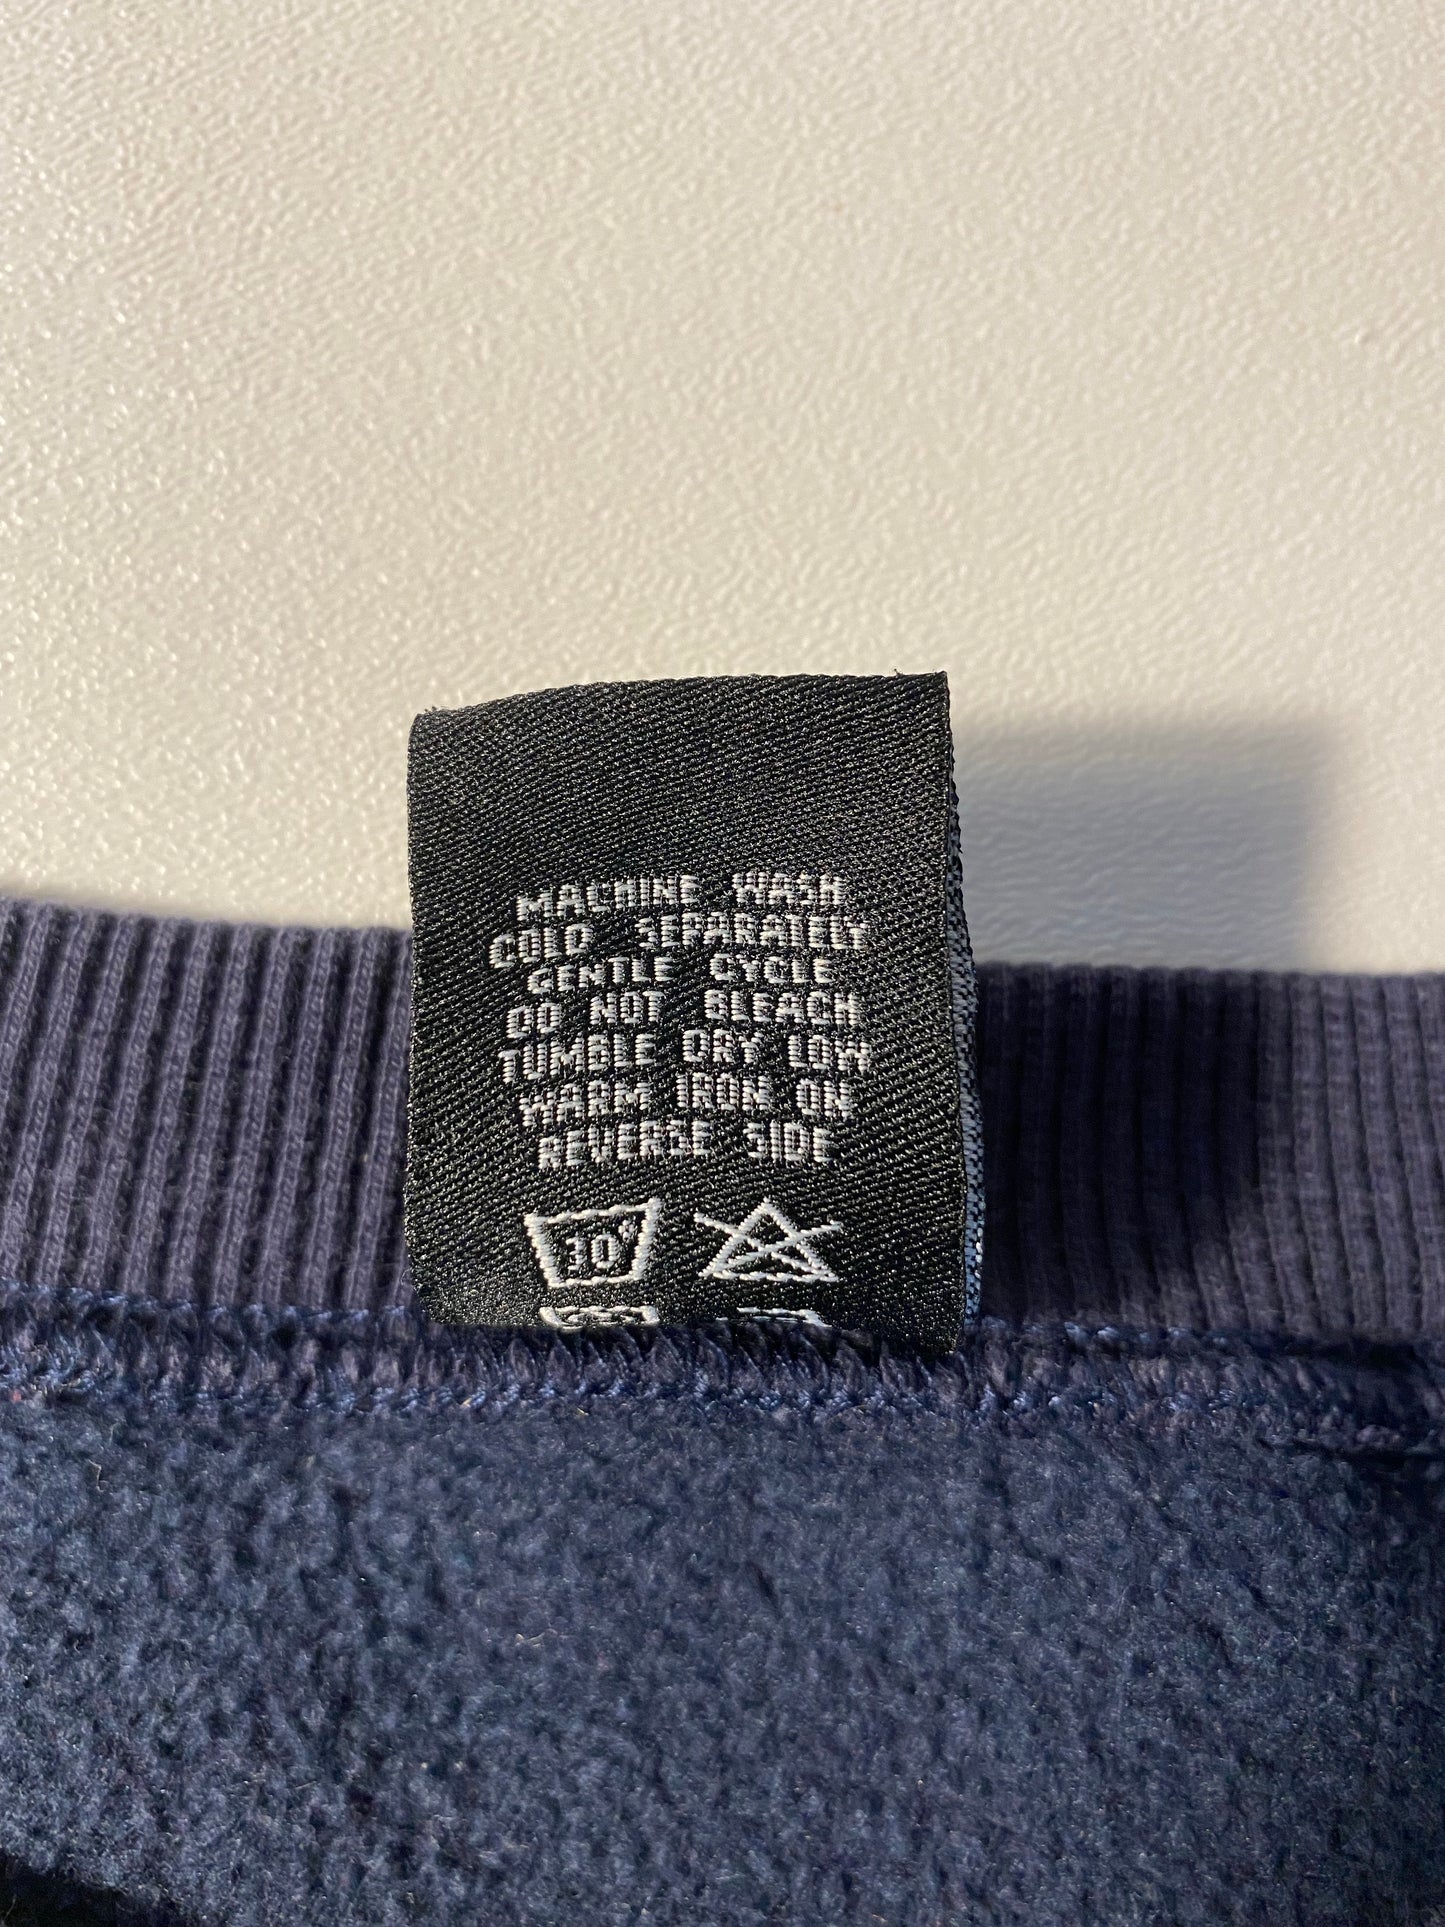 MACHINE WASH
COLD SEPARATELY
GENTLE CYCLE
DO NOT BLEACH
TUMBLE DRY LOW
WARM IRON ON
REVERSE SIDE
30°